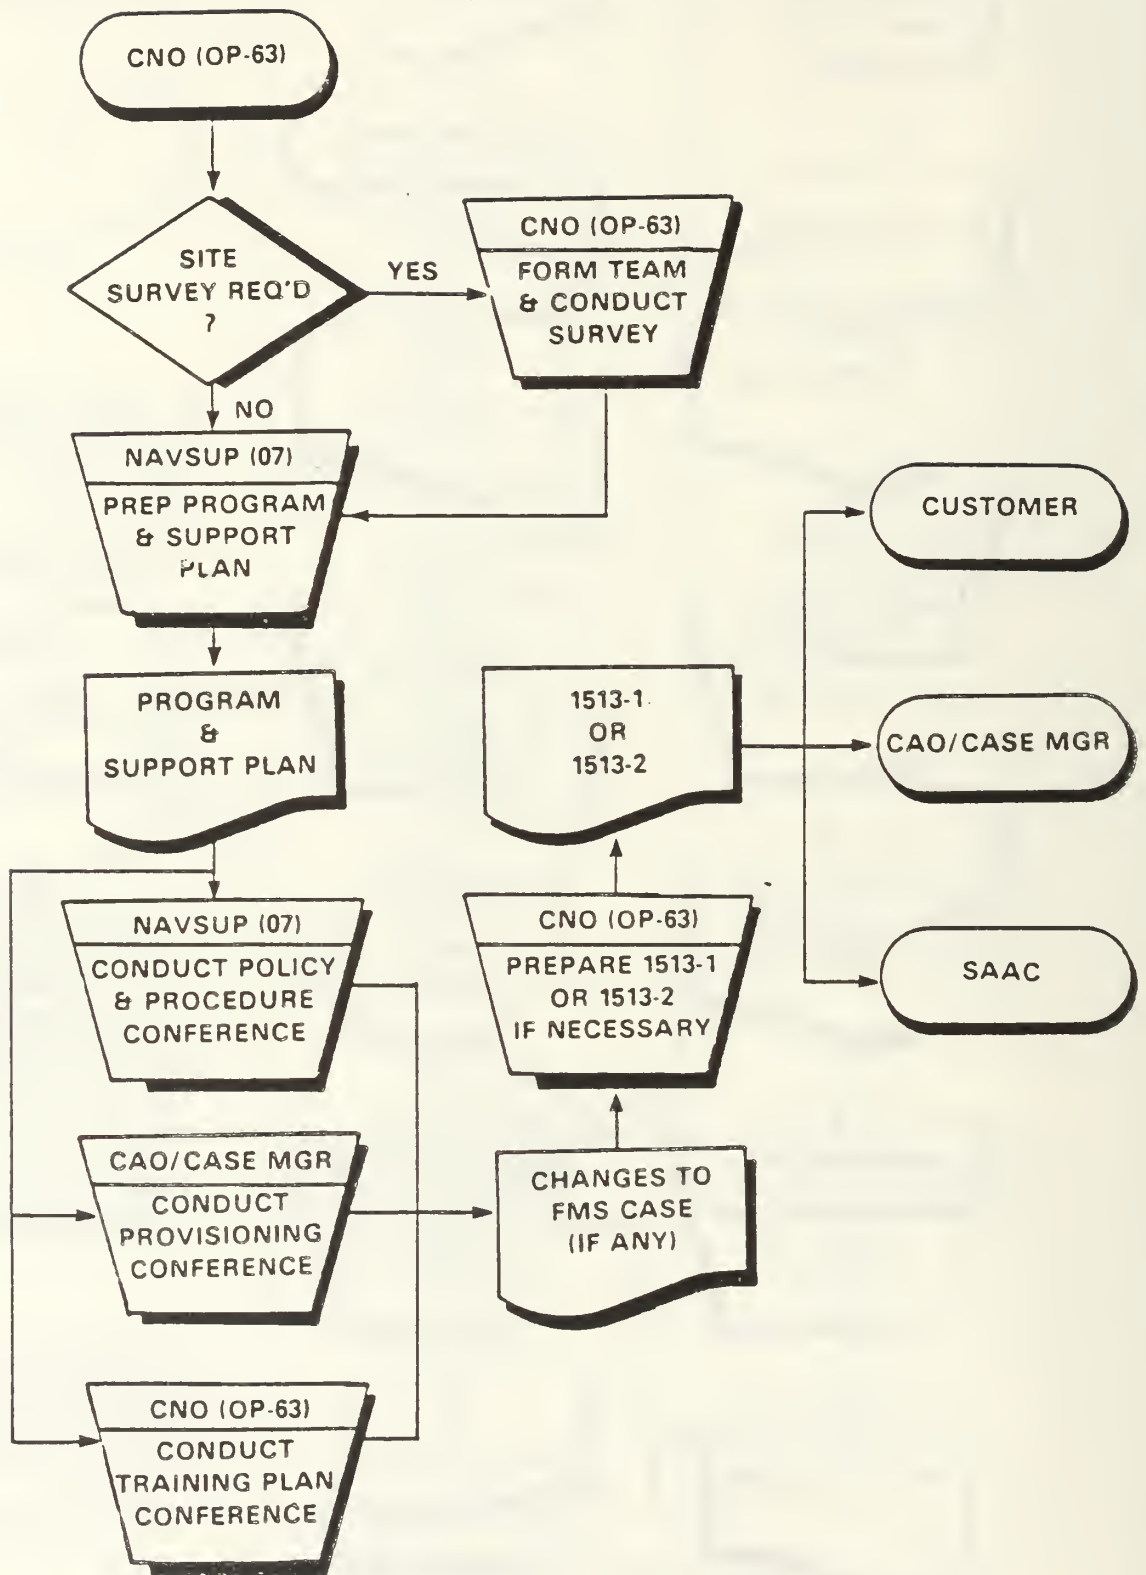 CNO (OP-63)
SITE
SURVEY REQ'D
?
YES
NO
CNO (OP-63)
FORM TEAM
& CONDUCT
SURVEY
NAVSUP (07)
PREP PROGRAM
& SUPPORT
PLAN
PROGRAM
&
SUPPORT PLAN
NAVSUP (07)
CONDUCT POLICY
& PROCEDURE
CONFERENCE
CAO/CASE MGR
CONDUCT
PROVISIONING
CONFERENCE
CNO (OP-63)
CONDUCT
TRAINING PLAN
CONFERENCE
CHANGES TO
FMS CASE
(IF ANY)
CNO (OP-63)
PREPARE 1513-1
OR 1513-2
IF NECESSARY
1513-1
OR
1513-2
CUSTOMER
CAO/CASE MGR
SAAC